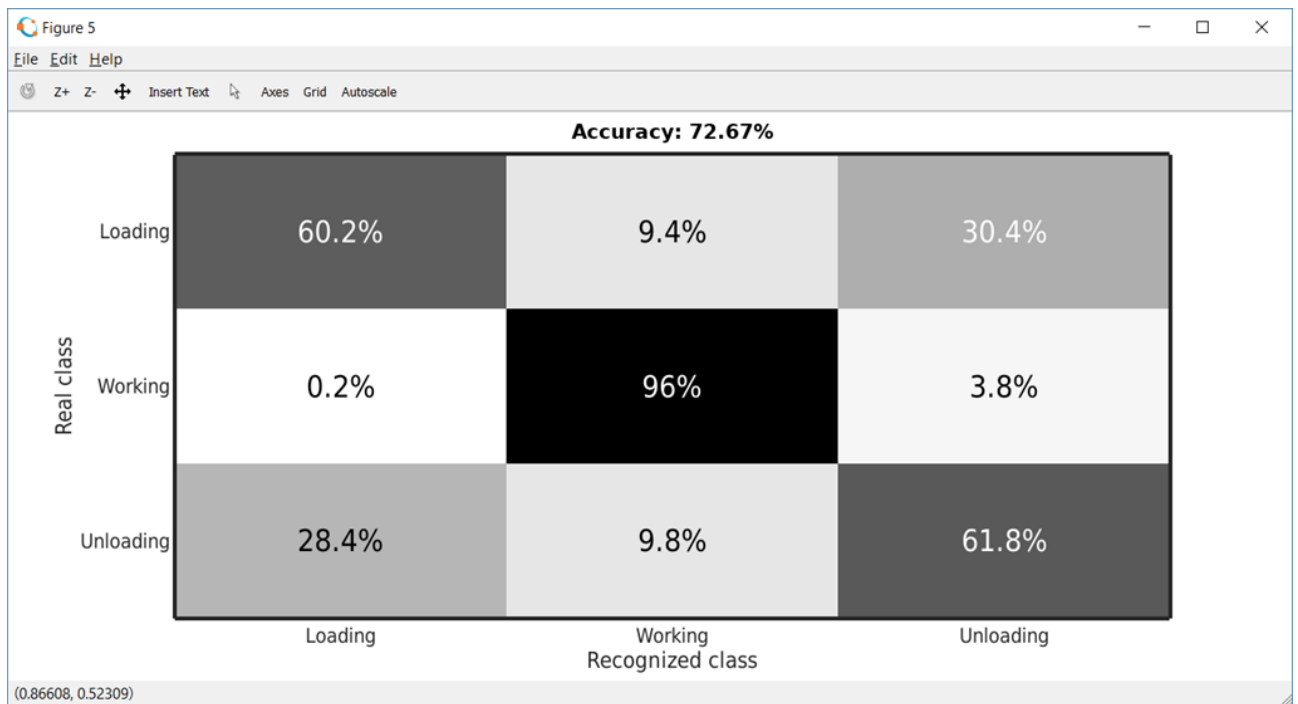 Figure 5
File Edit Help
Z+ Z- Insert Text Axes Grid Autoscale
Accuracy: 72.67%
Loading 60.2% 9.4% 30.4%
Real class
Working 0.2% 96% 3.8%
Unloading 28.4% 9.8% 61.8%
Loading Working Unloading
Recognized class
(0.86608, 0.52309)